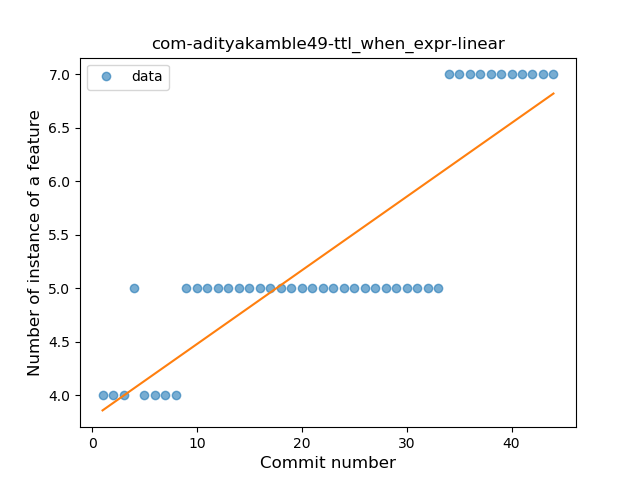 com-adityakamble49-ttl_when_expr-linear
data
7.0
6.5
6.0
5.5
5.0
4.5
4.0
Number of instance of a feature
0 10 20 30 40
Commit number